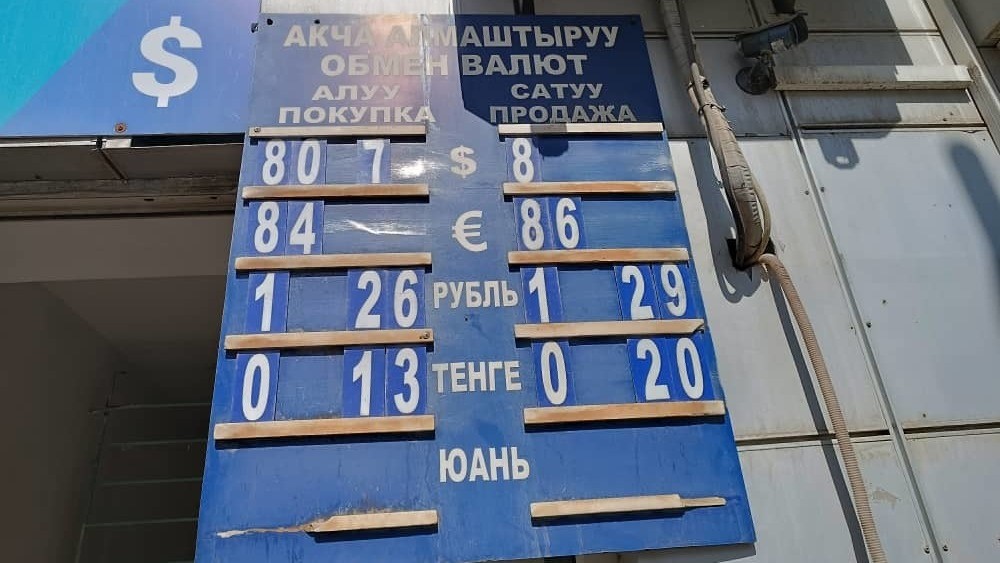 $
АКЧА АЛМАШТЫРУУ
ОБМЕН ВАЛЮТ
АЛУУ САТУУ
ПОКУПКА ПРОДАЖА
80 7 $ 8
84 € 86
1 26 РУБЛЬ 1 29
0 13 ТЕНГЕ 0 20
ЮАНЬ